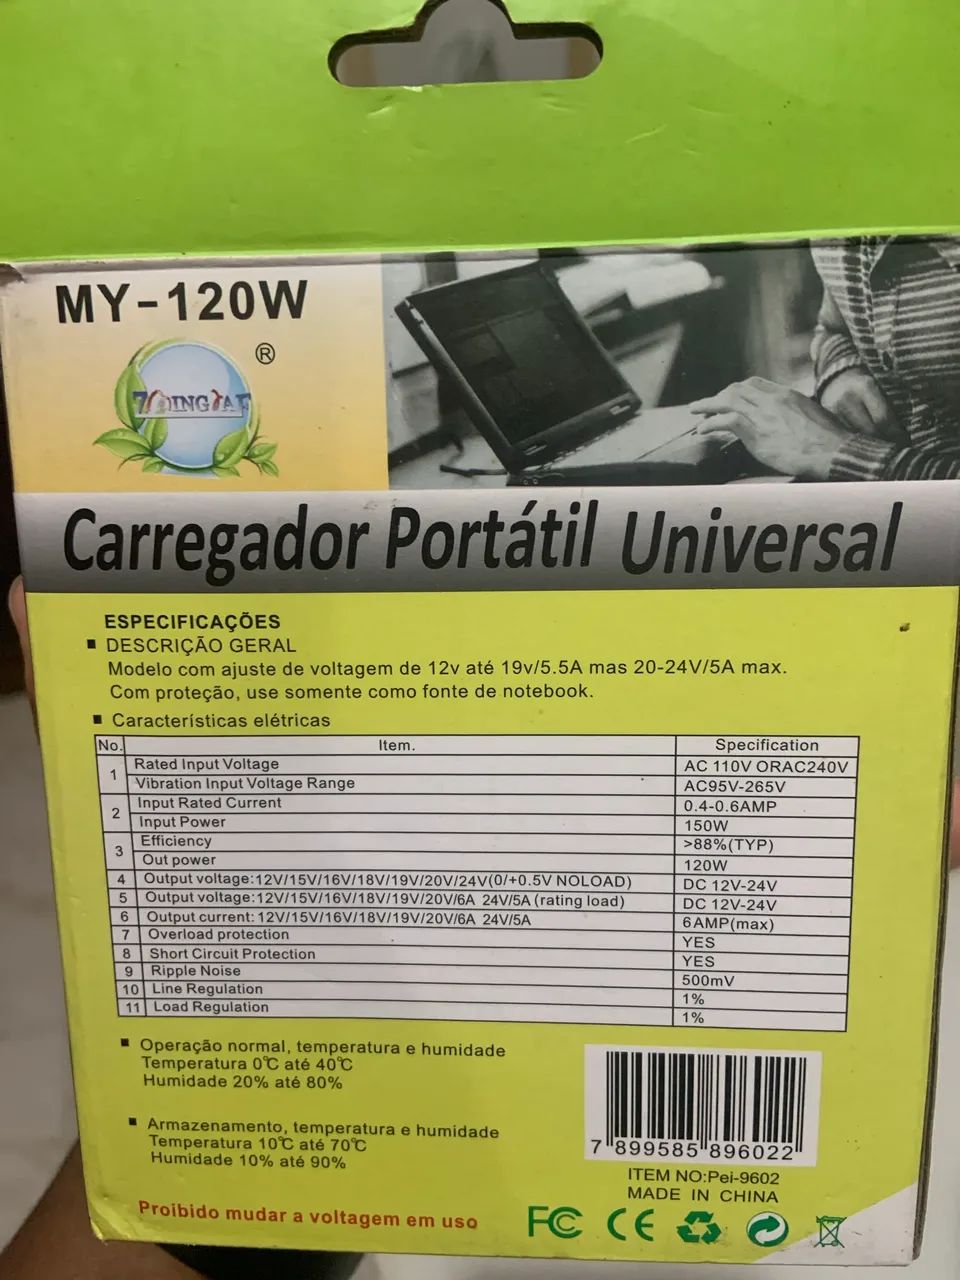 MY-120W
®
Carregador Portátil Universal
ESPECIFICAÇÕES
DESCRIÇÃO GERAL
Modelo com ajuste de voltagem de 12v até 19v/5.5A mas 20-24V/5A max.
Com proteção, use somente como fonte de notebook.
Características elétricas
No. Item. Specification
1 Rated Input Voltage AC 110V ORAC240V
Vibration Input Voltage Range AC95V-265V
2 Input Rated Current 0.4-0.6AMP
Input Power 150W
3 Efficiency >88%(TYP)
Out power 120W
4 Output voltage:12V/15V/16V/18V/19V/20V/24V(0/+0.5V NOLOAD) DC 12V-24V
5 Output voltage:12V/15V/16V/18V/19V/20V/6A 24V/5A (rating load) DC 12V-24V
6 Output current:12V/15V/16V/18V/19V/20V/6A 24V/5A 6AMP(max)
7 Overload protection YES
8 Short Circuit Protection YES
9 Ripple Noise 500mV
10 Line Regulation 1%
11 Load Regulation 1%
Operação normal, temperatura e humidade
Temperatura 0℃ até 40℃
Humidade 20% até 80%
Armazenamento, temperatura e humidade
Temperatura 10℃ até 70℃
Humidade 10% até 90%
7 899585 896022
ITEM NO:Pei-9602
MADE IN CHINA
Proibido mudar a voltagem em uso
FC CE